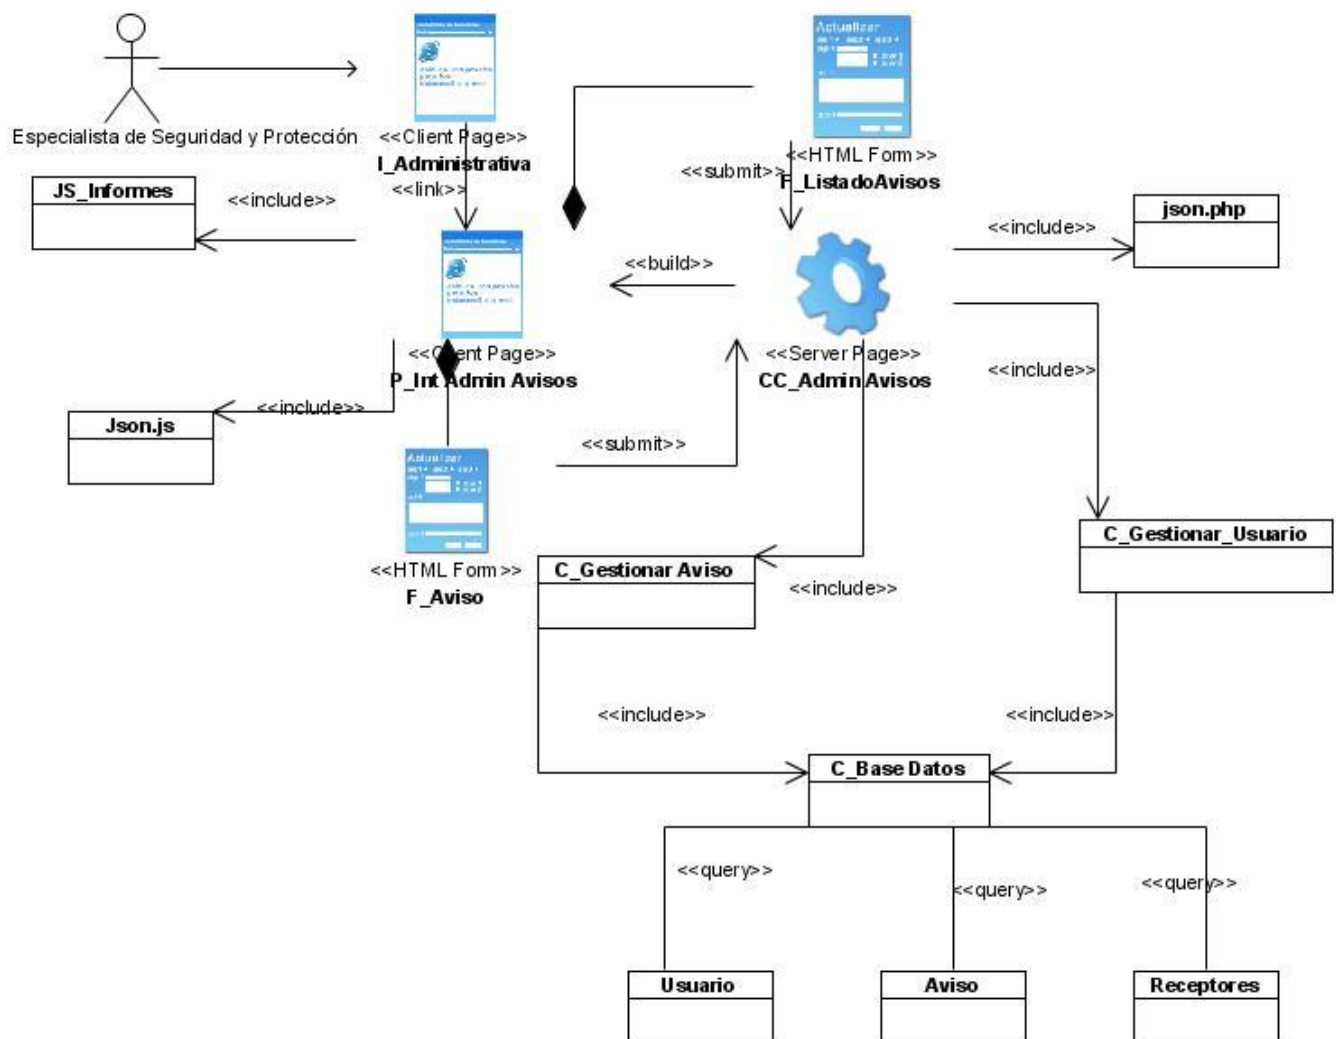 Actualizar
Especialista de Seguridad y Protección
<<Client Page>>
I_Administrativa
<<link>>
<<HTML Form>>
F_ListadoAvisos
<<submit>>
JS_Informes
<<include>>
json.php
<<include>>
<<build>>
<<Client Page>>
P_Int Admin Avisos
<<Server Page>>
CC_Admin Avisos
<<include>>
Json.js
<<include>>
<<submit>>
Actualizar
<<HTML Form>>
F_Aviso
C_Gestionar Aviso
<<include>>
C_Gestionar_Usuario
<<include>>
<<include>>
C_Base Datos
<<query>>
<<query>>
<<query>>
Usuario
Aviso
Receptores